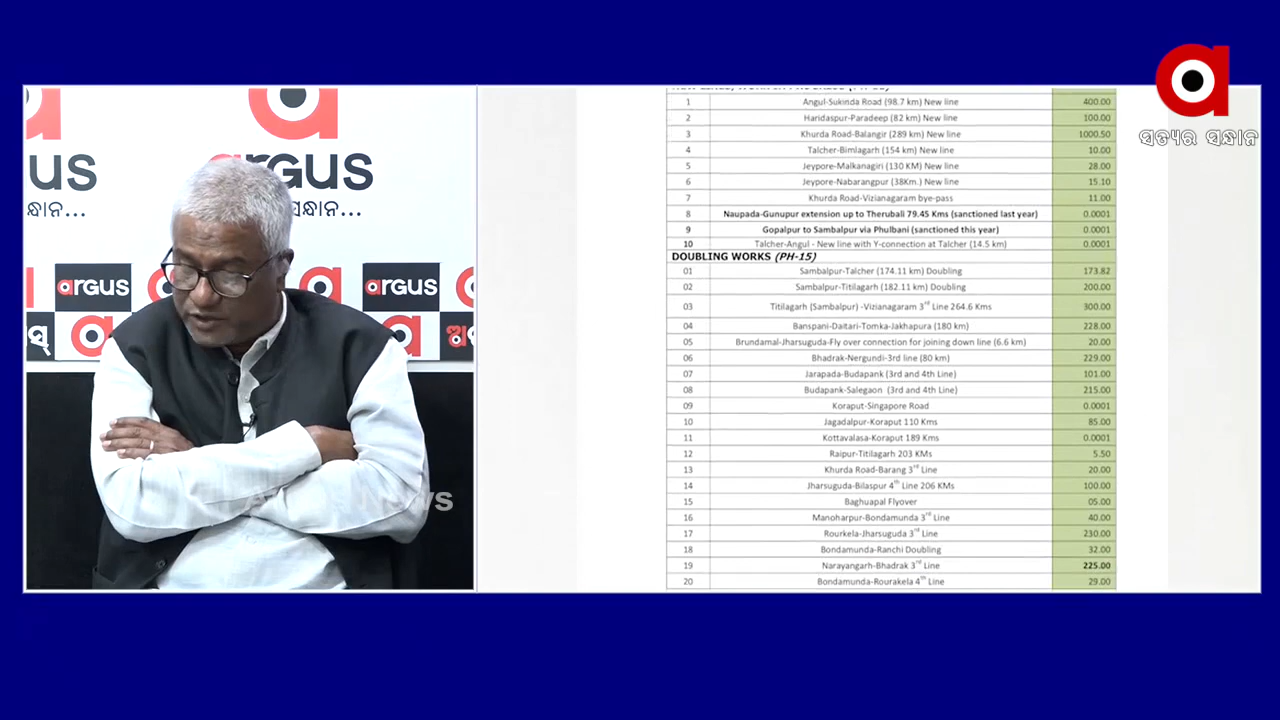 ସତ୍ୟର ସନ୍ଧାନ
us
ନ୍ଧାନ...
argus
ସନ୍ଧାନ...
argus
argus
News
1 Angul-Sukinda Road (98.7 km) New line 400.00
2 Haridaspur-Paradeep (82 km) New line 100.00
3 Khurda Road-Balangir (289 km) New line 1000.50
4 Talcher-Bimlagarh (154 km) New line 10.00
5 Jeypore-Malkanagiri (130 KM) New line 28.00
6 Jeypore-Nabarangpur (38Km.) New line 15.10
7 Khurda Road-Vizianagaram bye-pass 11.00
8 Naupada-Gunupur extension up to Therubali 79.45 Kms (sanctioned last year) 0.0001
9 Gopalpur to Sambalpur via Phulbani (sanctioned this year) 0.0001
10 Talcher-Angul - New line with Y-connection at Talcher (14.5 km) 0.0001
DOUBLING WORKS (PH-15)
01 Sambalpur-Talcher (174.11 km) Doubling 173.82
02 Sambalpur-Titilagarh (182.11 km) Doubling 200.00
03 Titilagarh (Sambalpur) -Vizianagaram 3rd Line 264.6 Kms 300.00
04 Banspani-Daitari-Tomka-Jakhapura (180 km) 228.00
05 Brundamal-Jharsuguda-Fly over connection for joining down line (6.6 km) 20.00
06 Bhadrak-Nergundi-3rd line (80 km) 229.00
07 Jarapada-Budapank (3rd and 4th Line) 101.00
08 Budapank-Salegaon (3rd and 4th Line) 215.00
09 Koraput-Singapore Road 0.0001
10 Jagadalpur-Koraput 110 Kms 85.00
11 Kottavalasa-Koraput 189 Kms 0.0001
12 Raipur-Titilagarh 203 KMs 5.50
13 Khurda Road-Barang 3rd Line 20.00
14 Jharsuguda-Bilaspur 4th Line 206 KMs 100.00
15 Baghuapal Flyover 05.00
16 Manoharpur-Bondamunda 3rd Line 40.00
17 Rourkela-Jharsuguda 3rd Line 230.00
18 Bondamunda-Ranchi Doubling 32.00
19 Narayangarh-Bhadrak 3rd Line 225.00
20 Bondamunda-Rourakela 4th Line 29.00